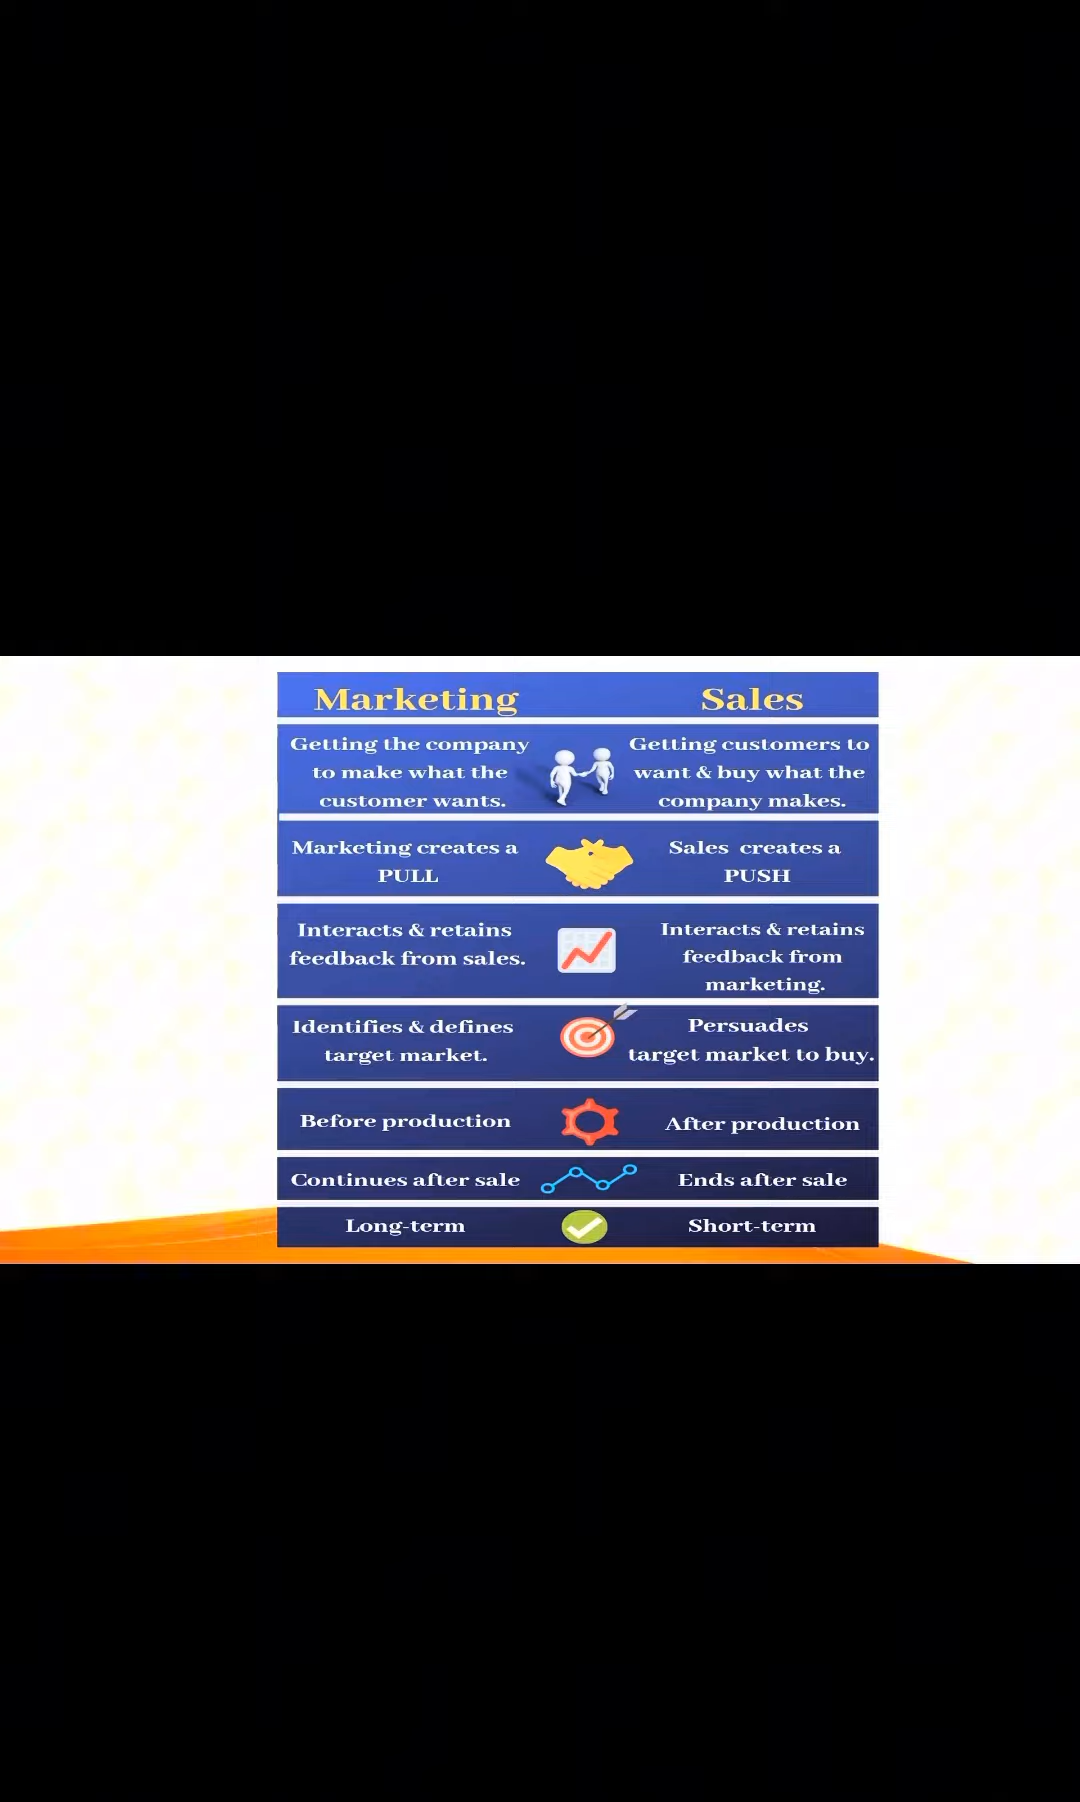 Marketing
Sales
Getting the company
to make what the
customer wants.
Getting customers to
want & buy what the
company makes.
Marketing creates a
PULL
Sales creates a
PUSH
Interacts & retains
feedback from sales.
Interacts & retains
feedback from
marketing.
Identifies & defines
target market.
Persuades
target market to buy.
Before production
After production
Continues after sale
Ends after sale
Long-term
Short-term